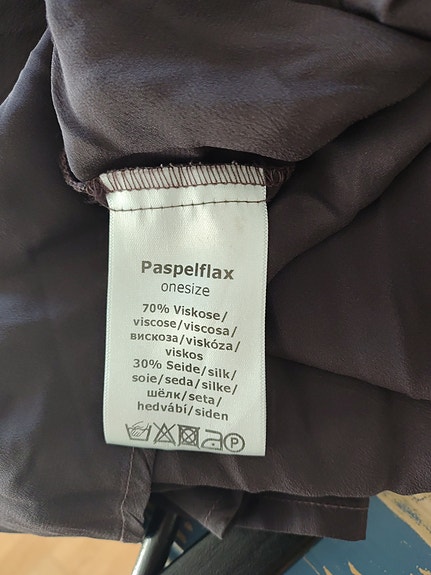 Paspelflax
onesize
70% Viskose/
viscose/viscosa/
вискоза/viskóza/
viskos
30% Seide/silk/
soie/seda/silke/
шёлк/seta/
hedvábí/siden
P